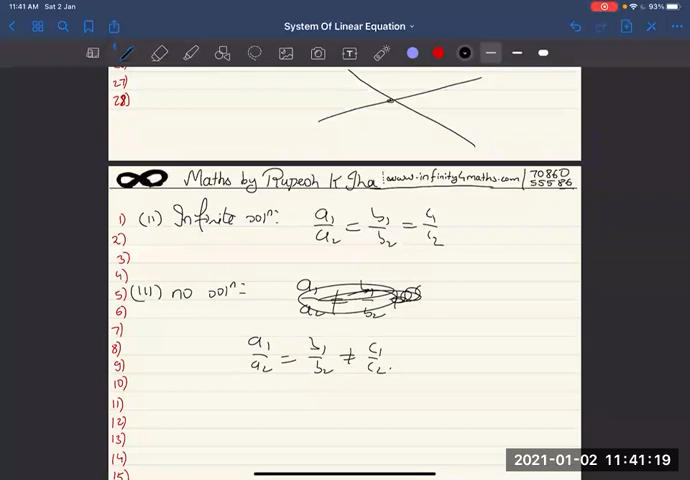 11:41 AM Sat 2 Jan
93%
System Of Linear Equation
27)
28)
Maths by Rupesh K Jha www.infinity4maths.com 70860
55586
1) (ii) Infinite solⁿ: a₁/a₂ = b₁/b₂ = c₁/c₂
2)
3)
4)
5) (iii) no solⁿ:
6)
7)
8) a₁/a₂ = b₁/b₂ ≠ c₁/c₂.
9)
10)
11)
12)
13)
14)
15)
2021-01-02 11:41:19